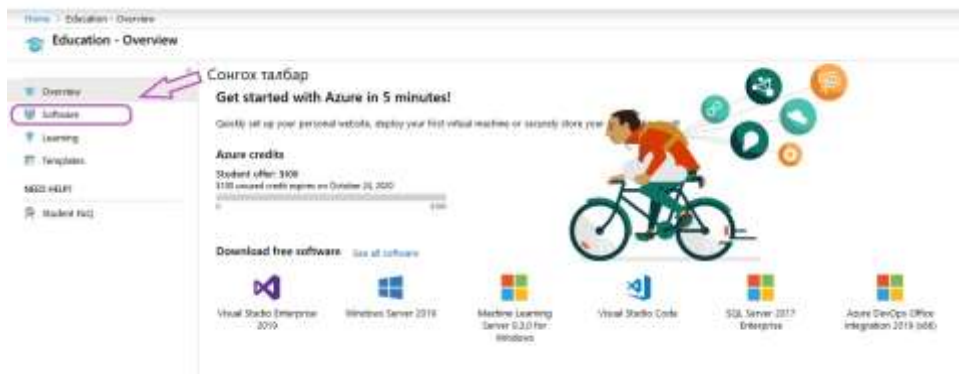 Home > Education - Overview
Education - Overview
Сонгох талбар
Overview
Software
Learning
Templates
NEED HELP?
Student FAQ
Get started with Azure in 5 minutes!
Quickly set up your personal website, deploy your first virtual machine or securely store your
Azure credits
Student offer: $100
$100 unused credit expires on October 24, 2020
0
$100
Download free software See all software
Visual Studio Enterprise
2019
Windows Server 2019
Machine Learning
Server 9.3.0 for
Windows
Visual Studio Code
SQL Server 2017
Enterprise
Azure DevOps Office
Integration 2019 (x86)